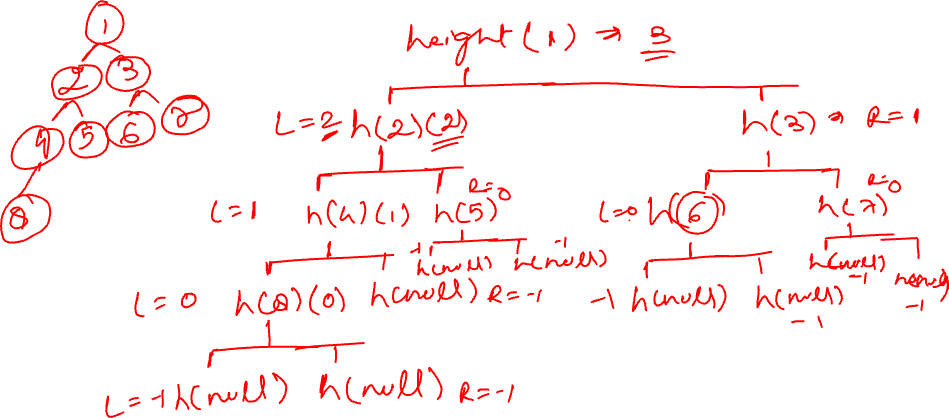 1
height(1) → 3
2 3
L=2 h(2)(2) h(3) → R=1
4 5 6 7
R=0 R=0
L=1 h(4)(1) h(5) L=0 h(6) h(7)
8
-1 h(null) h(null) -1 h(null) -1 h(null) -1
L=0 h(8)(0) h(null) R=-1 -1 h(null) h(null) -1
L=-1 h(null) h(null) R=-1